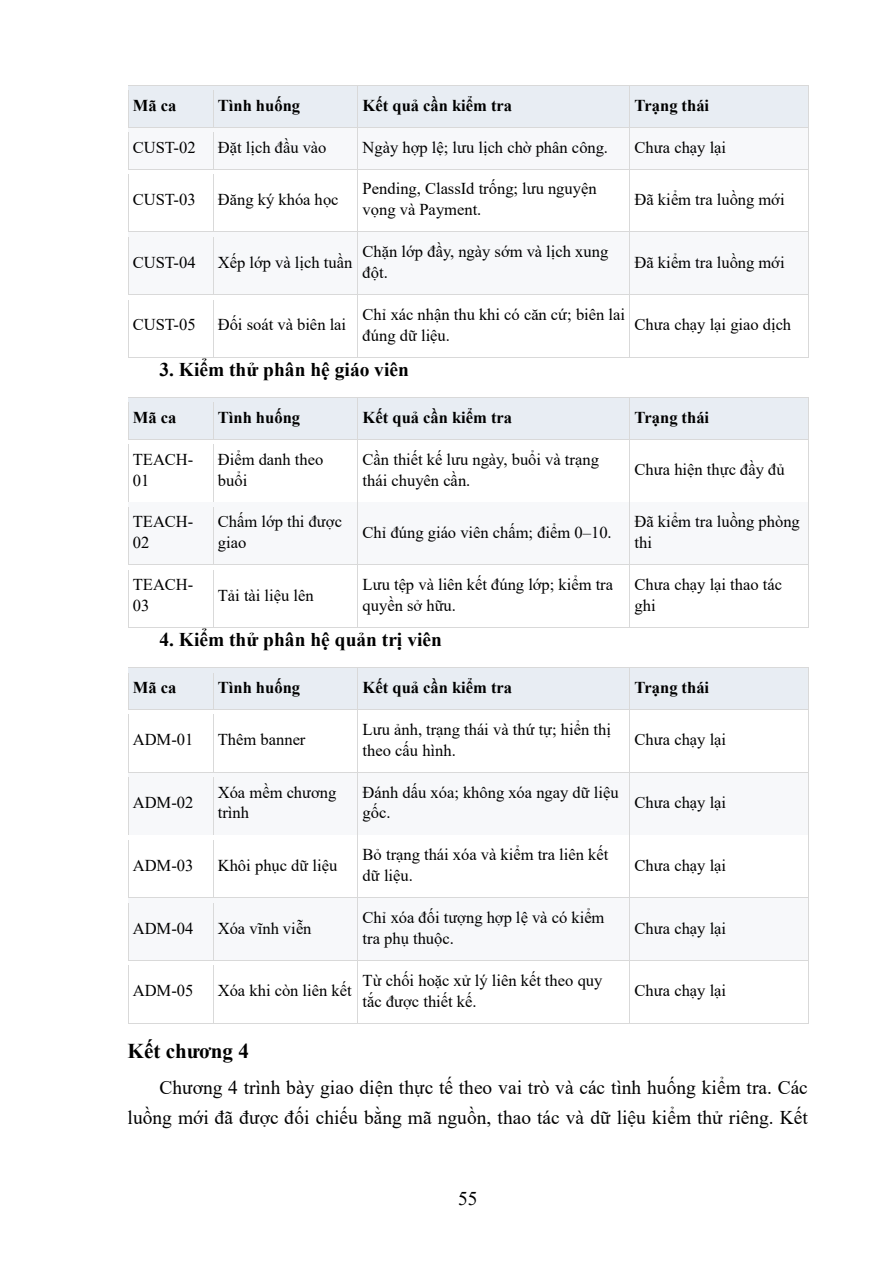 Mã ca Tình huống Kết quả cần kiểm tra Trạng thái
CUST-02 Đặt lịch đầu vào Ngày hợp lệ; lưu lịch chờ phân công. Chưa chạy lại
CUST-03 Đăng ký khóa học Pending, ClassId trống; lưu nguyện
vọng và Payment. Đã kiểm tra luồng mới
CUST-04 Xếp lớp và lịch tuần Chặn lớp đầy, ngày sớm và lịch xung
đột. Đã kiểm tra luồng mới
CUST-05 Đối soát và biên lai Chỉ xác nhận thu khi có căn cứ; biên lai
đúng dữ liệu. Chưa chạy lại giao dịch
3. Kiểm thử phân hệ giáo viên
Mã ca Tình huống Kết quả cần kiểm tra Trạng thái
TEACH- Điểm danh theo Cần thiết kế lưu ngày, buổi và trạng Chưa hiện thực đầy đủ
01 buổi thái chuyên cần.
TEACH- Chấm lớp thi được Chỉ đúng giáo viên chấm; điểm 0–10. Đã kiểm tra luồng phòng
02 giao thi
TEACH- Tải tài liệu lên Lưu tệp và liên kết đúng lớp; kiểm tra Chưa chạy lại thao tác
03 quyền sở hữu. ghi
4. Kiểm thử phân hệ quản trị viên
Mã ca Tình huống Kết quả cần kiểm tra Trạng thái
ADM-01 Thêm banner Lưu ảnh, trạng thái và thứ tự; hiển thị
theo cấu hình. Chưa chạy lại
ADM-02 Xóa mềm chương Đánh dấu xóa; không xóa ngay dữ liệu Chưa chạy lại
trình gốc.
ADM-03 Khôi phục dữ liệu Bỏ trạng thái xóa và kiểm tra liên kết
dữ liệu. Chưa chạy lại
ADM-04 Xóa vĩnh viễn Chỉ xóa đối tượng hợp lệ và có kiểm
tra phụ thuộc. Chưa chạy lại
ADM-05 Xóa khi còn liên kết Từ chối hoặc xử lý liên kết theo quy
tắc được thiết kế. Chưa chạy lại
Kết chương 4
Chương 4 trình bày giao diện thực tế theo vai trò và các tình huống kiểm tra. Các
luồng mới đã được đối chiếu bằng mã nguồn, thao tác và dữ liệu kiểm thử riêng. Kết
55